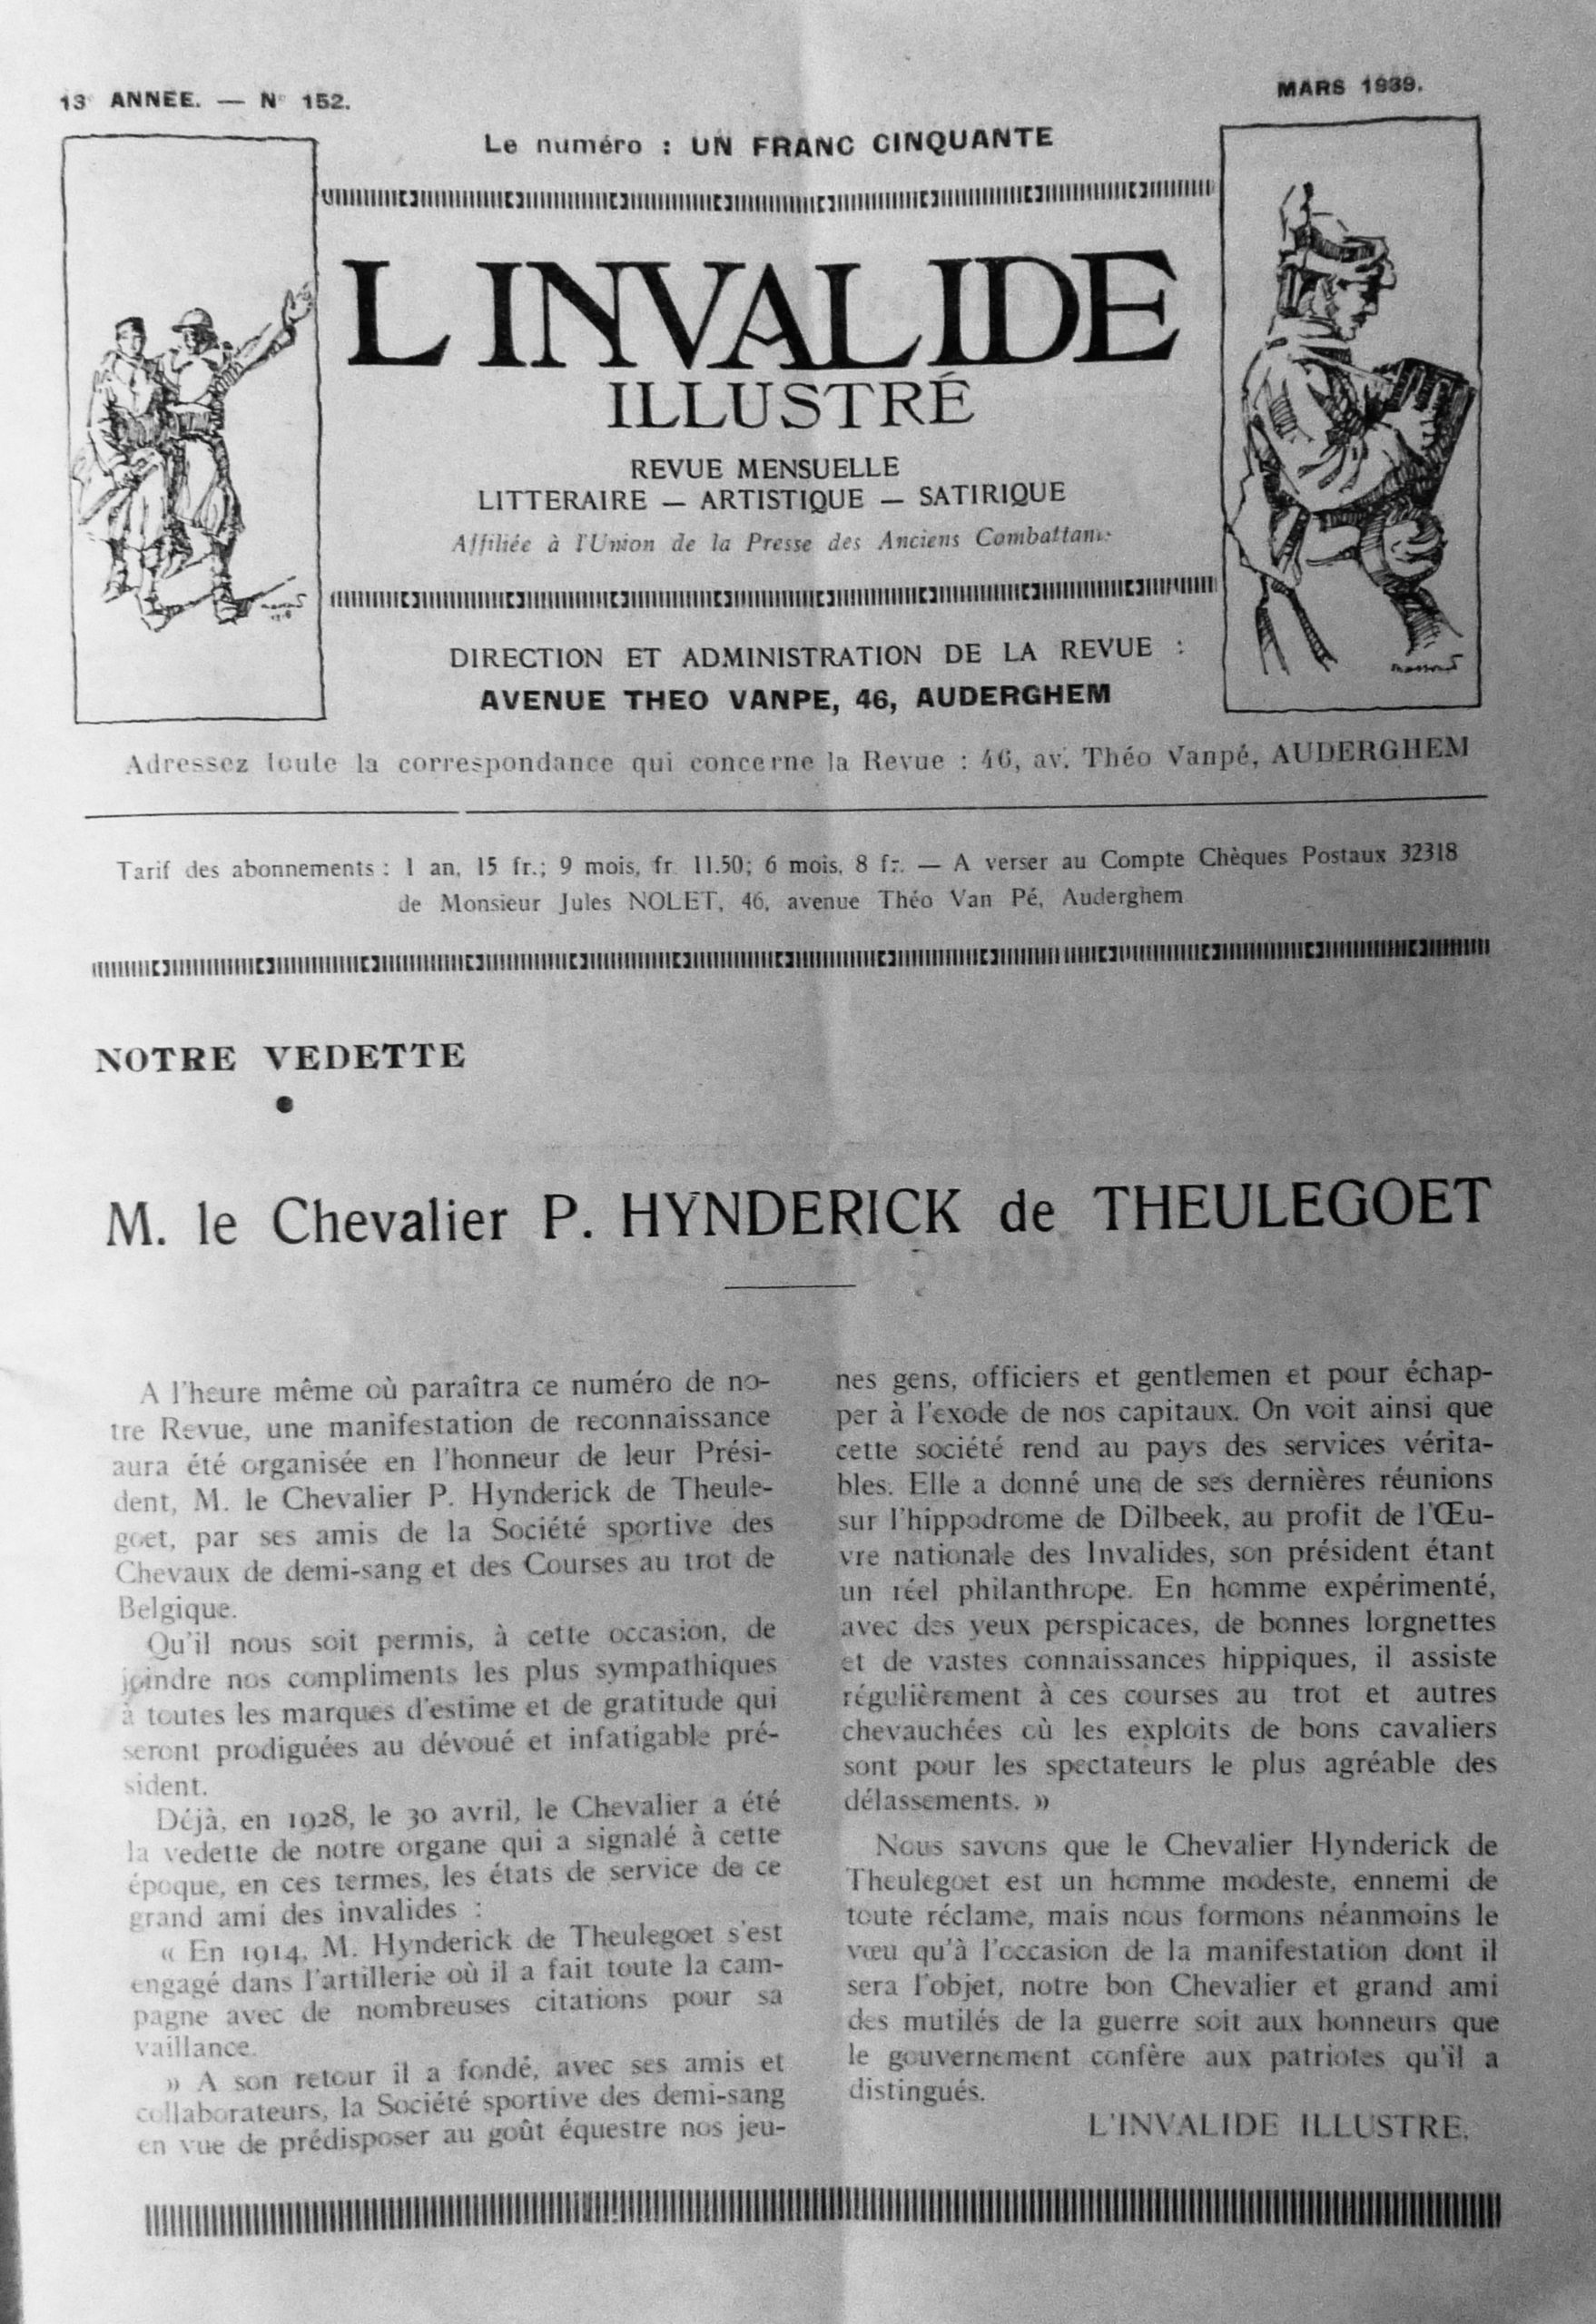 13e ANNEE. — N° 152.
MARS 1939.
Le numéro : UN FRANC CINQUANTE
L'INVALIDE
ILLUSTRÉ
REVUE MENSUELLE
LITTERAIRE — ARTISTIQUE — SATIRIQUE
Affiliée à l'Union de la Presse des Anciens Combattants
DIRECTION ET ADMINISTRATION DE LA REVUE :
AVENUE THEO VANPE, 46, AUDERGHEM
Adressez toute la correspondance qui concerne la Revue : 46, av. Théo Vanpé, AUDERGHEM
Tarif des abonnements : 1 an, 15 fr.; 9 mois, fr. 11.50; 6 mois, 8 fr. — A verser au Compte Chèques Postaux 32318
de Monsieur Jules NOLET, 46, avenue Théo Van Pé, Auderghem
NOTRE VEDETTE
M. le Chevalier P. HYNDERICK de THEULEGOET
A l'heure même où paraîtra ce numéro de no-
tre Revue, une manifestation de reconnaissance
aura été organisée en l'honneur de leur Prési-
dent, M. le Chevalier P. Hynderick de Theule-
goet, par ses amis de la Société sportive des
Chevaux de demi-sang et des Courses au trot de
Belgique.
Qu'il nous soit permis, à cette occasion, de
joindre nos compliments les plus sympathiques
à toutes les marques d'estime et de gratitude qui
seront prodiguées au dévoué et infatigable pré-
sident.
Déjà, en 1928, le 30 avril, le Chevalier a été
la vedette de notre organe qui a signalé à cette
époque, en ces termes, les états de service de ce
grand ami des invalides :
« En 1914, M. Hynderick de Theulegoet s'est
engagé dans l'artillerie où il a fait toute la cam-
pagne avec de nombreuses citations pour sa
vaillance.
» A son retour il a fondé, avec ses amis et
collaborateurs, la Société sportive des demi-sang
en vue de prédisposer au goût équestre nos jeu-
nes gens, officiers et gentlemen et pour échap-
per à l'exode de nos capitaux. On voit ainsi que
cette société rend au pays des services vérita-
bles. Elle a donné une de ses dernières réunions
sur l'hippodrome de Dilbeek, au profit de l'Œu-
vre nationale des Invalides, son président étant
un réel philanthrope. En homme expérimenté,
avec des yeux perspicaces, de bonnes lorgnettes
et de vastes connaissances hippiques, il assiste
régulièrement à ces courses au trot et autres
chevauchées où les exploits de bons cavaliers
sont pour les spectateurs le plus agréable des
délassements. »
Nous savons que le Chevalier Hynderick de
Theulegoet est un homme modeste, ennemi de
toute réclame, mais nous formons néanmoins le
vœu qu'à l'occasion de la manifestation dont il
sera l'objet, notre bon Chevalier et grand ami
des mutilés de la guerre soit aux honneurs que
le gouvernement confère aux patriotes qu'il a
distingués.
L'INVALIDE ILLUSTRE.